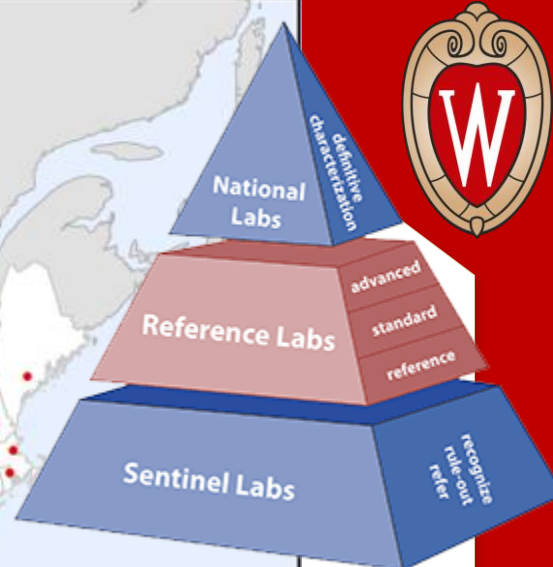 W
National
Labs
definitive
characterization
Reference Labs
advanced
standard
reference
Sentinel Labs
recognize
rule-out
refer